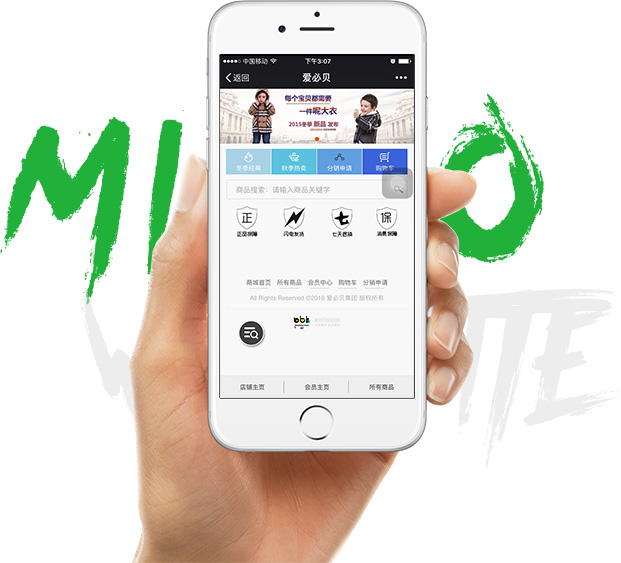 中国移动 下午3:07
返回 爱必贝
每个宝贝都需要
一件呢大衣
2015冬季 新品 发布
冬季经典 秋季热卖 分销申请 购物车
商品搜索: 请输入商品关键字
正 七 保
正品保障 闪电发货 七天退换 消费保障
商城首页 所有商品 会员中心 购物车 分销申请
All Rights Reserved ©2016 爱必贝集团 版权所有
店铺主页 会员主页 所有商品